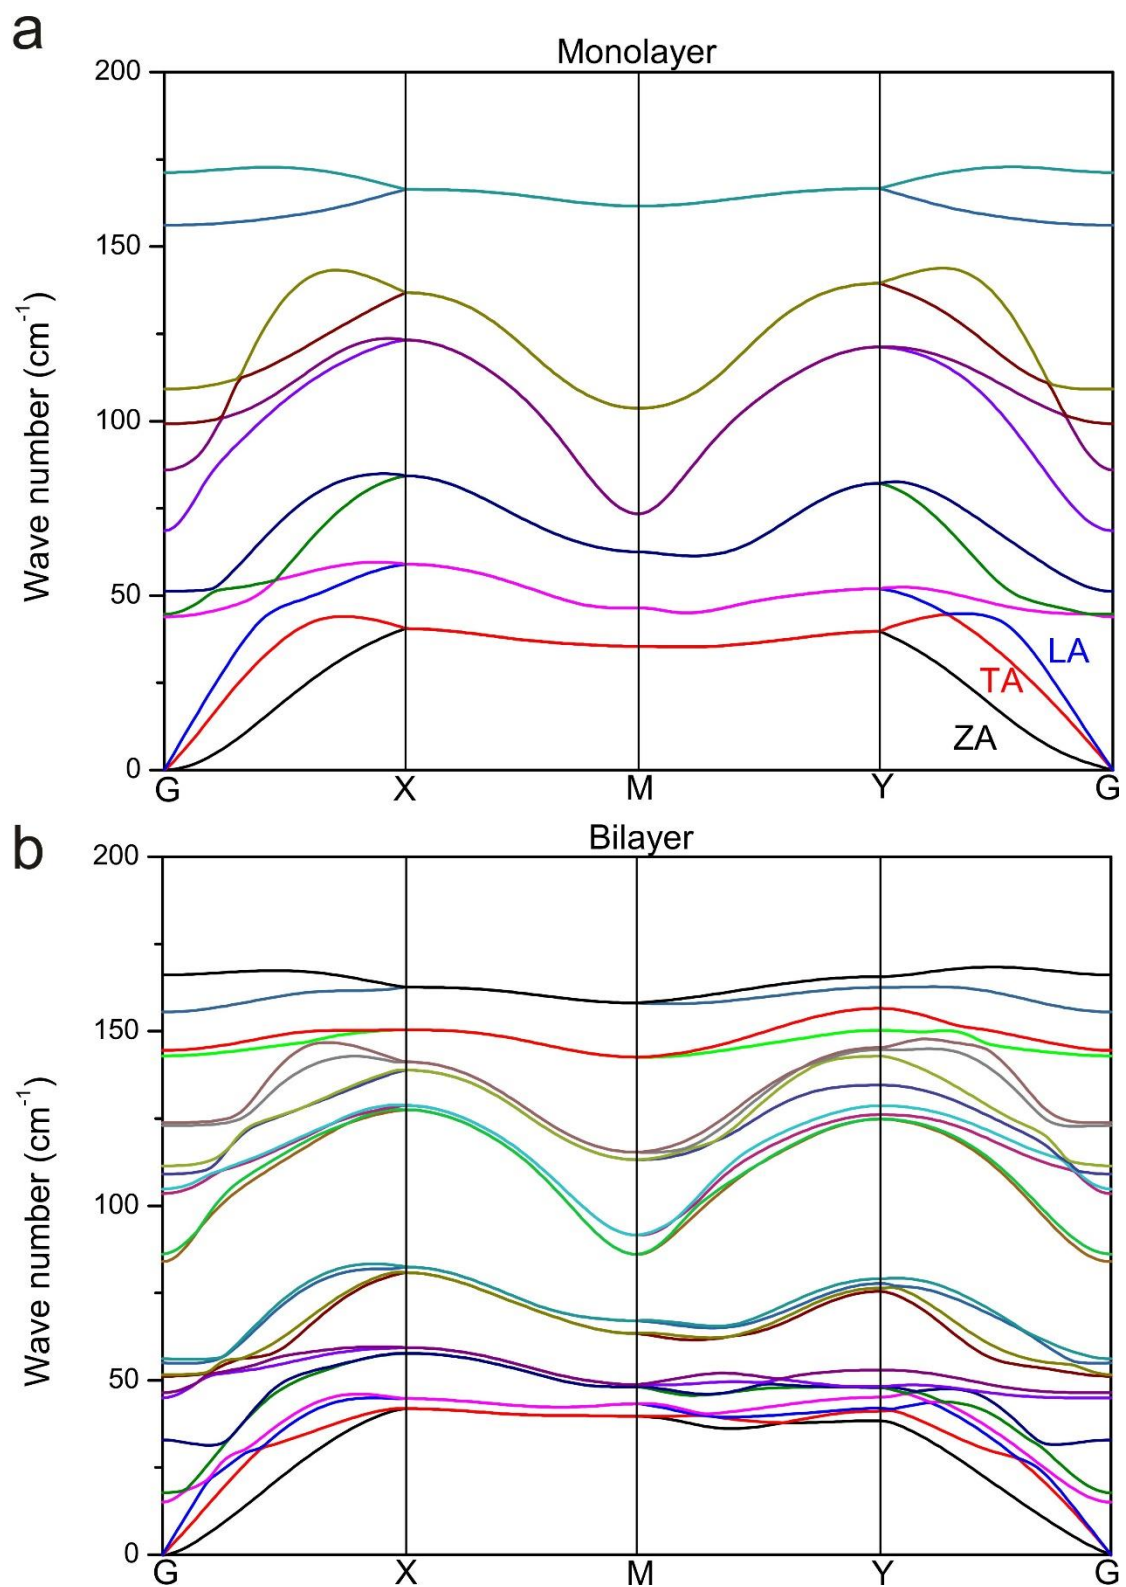 a
Monolayer
200
150
100
50
0
Wave number (cm-1)
LA
TA
ZA
G X M Y G
b
Bilayer
200
150
100
50
0
Wave number (cm-1)
G X M Y G